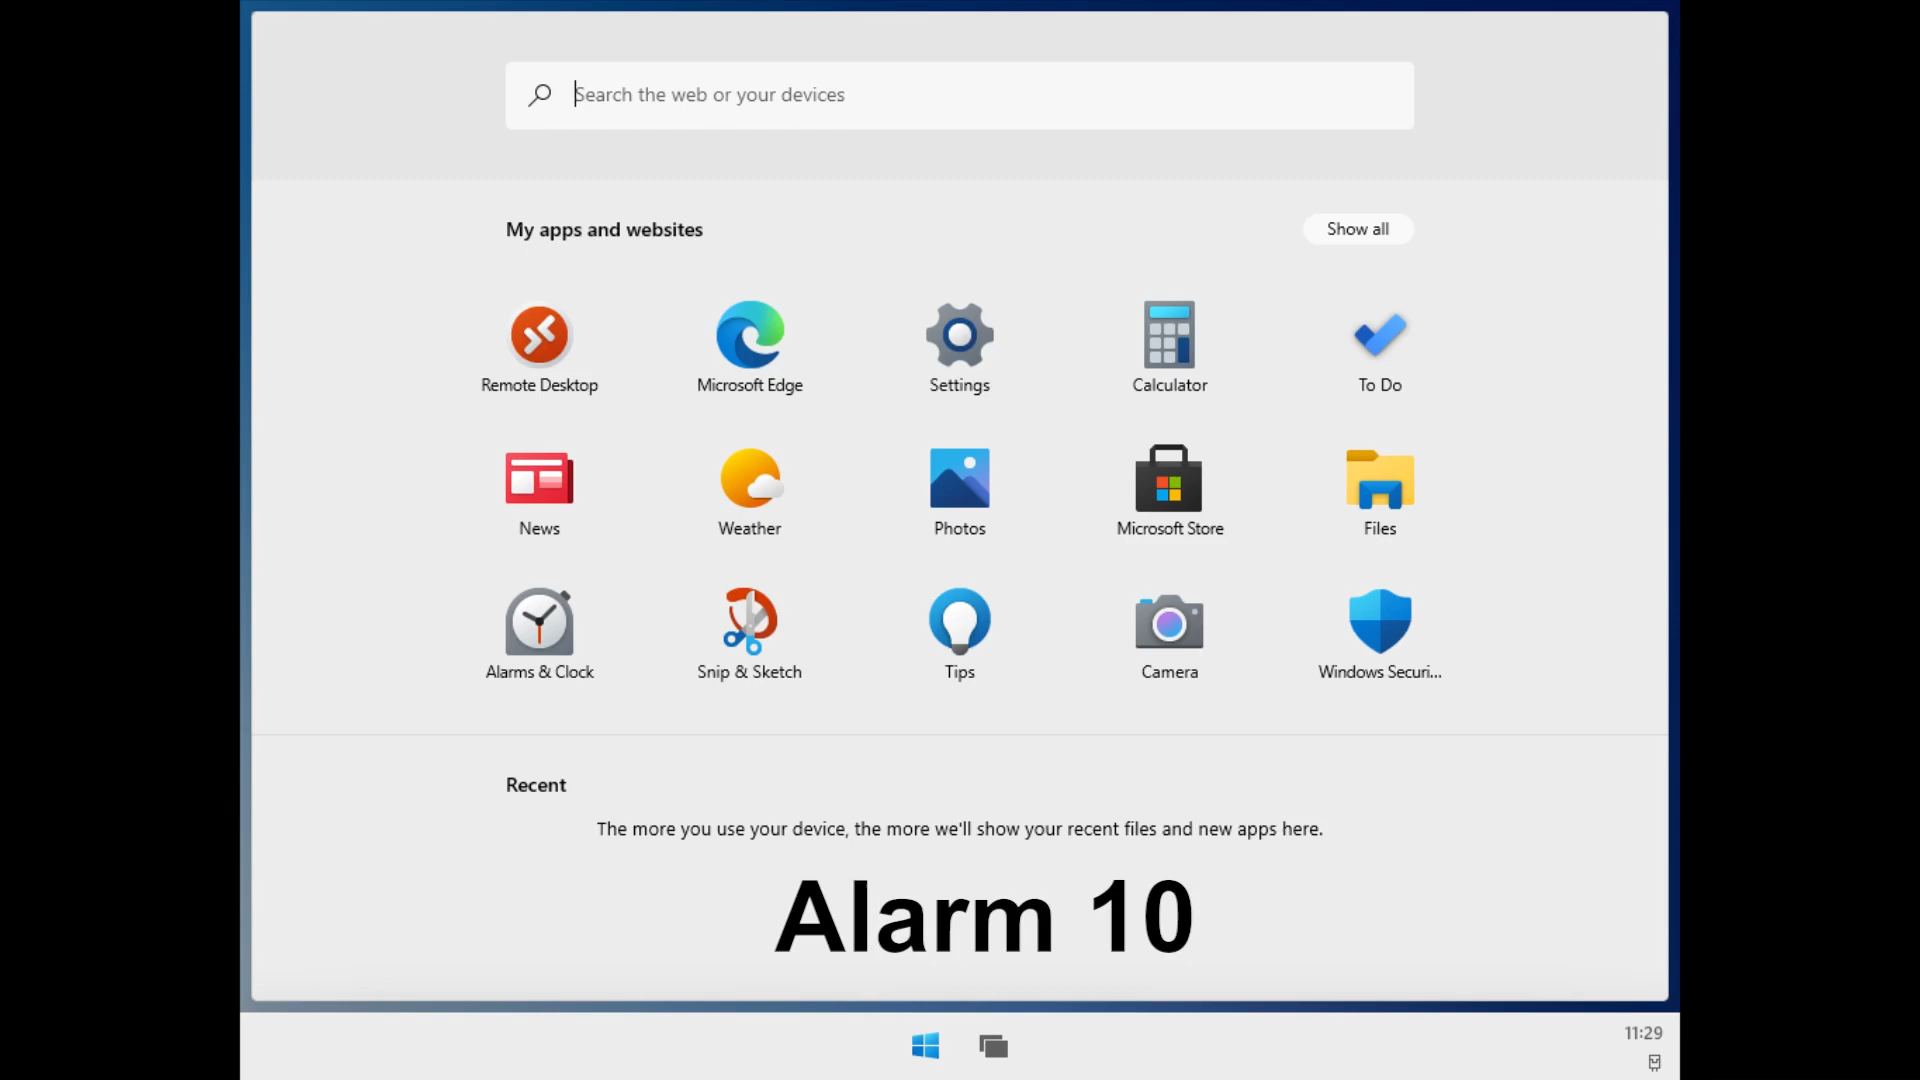 Search the web or your devices
My apps and websites
Show all
Remote Desktop
Microsoft Edge
Settings
Calculator
To Do
News
Weather
Photos
Microsoft Store
Files
Alarms & Clock
Snip & Sketch
Tips
Camera
Windows Securi...
Recent
The more you use your device, the more we'll show your recent files and new apps here.
Alarm 10
11:29